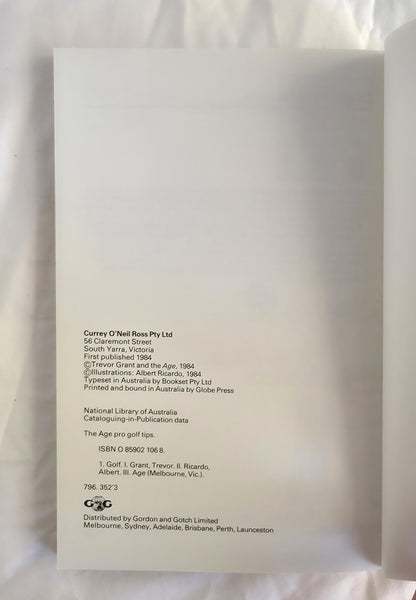 Currey O'Neil Ross Pty Ltd
56 Claremont Street
South Yarra, Victoria
First published 1984
©Trevor Grant and the Age, 1984
©Illustrations: Albert Ricardo, 1984
Typeset in Australia by Bookset Pty Ltd
Printed and bound in Australia by Globe Press
National Library of Australia
Cataloguing-in-Publication data
The Age pro golf tips.
ISBN O 85902 106 8.
1. Golf. I. Grant, Trevor. II. Ricardo,
Albert. III. Age (Melbourne, Vic.).
796. 352'3
G G
Distributed by Gordon and Gotch Limited
Melbourne, Sydney, Adelaide, Brisbane, Perth, Launceston